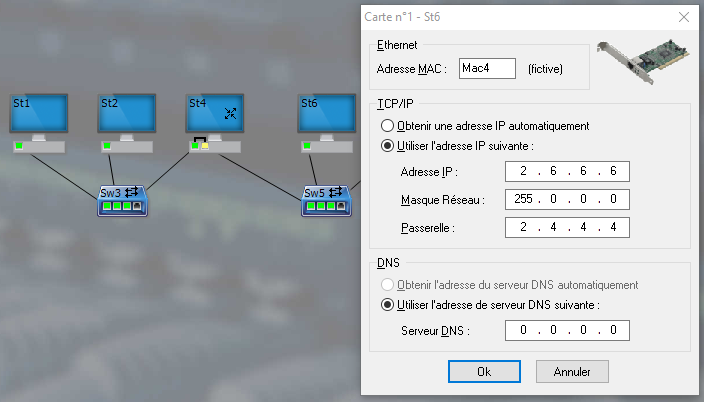 Carte n°1 - St6
Ethernet
Adresse MAC : Mac4 (fictive)
St1 St2 St4 St6
TCP/IP
Obtenir une adresse IP automatiquement
Utiliser l'adresse IP suivante :
Adresse IP : 2 . 6 . 6 . 6
Sw3 Sw5
Masque Réseau : 255 . 0 . 0 . 0
Passerelle : 2 . 4 . 4 . 4
DNS
Obtenir l'adresse du serveur DNS automatiquement
Utiliser l'adresse de serveur DNS suivante :
Serveur DNS : 0 . 0 . 0 . 0
Ok Annuler